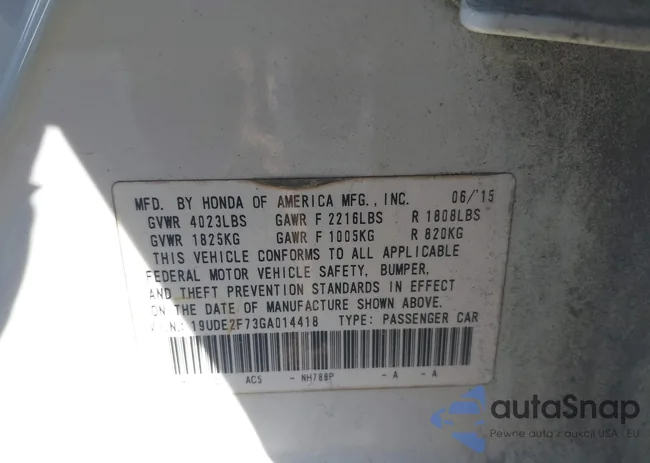 MFD. BY HONDA OF AMERICA MFG., INC. 06/'15
GVWR 4023LBS GAWR F 2216LBS R 1808LBS
GVWR 1825KG GAWR F 1005KG R 820KG
THIS VEHICLE CONFORMS TO ALL APPLICABLE
FEDERAL MOTOR VEHICLE SAFETY, BUMPER,
AND THEFT PREVENTION STANDARDS IN EFFECT
ON THE DATE OF MANUFACTURE SHOWN ABOVE.
V.I.N.: 19UDE2F73GA014418 TYPE: PASSENGER CAR
- AC5 - NH788P - A - A
autaSnap
Pewne auta z aukcji USA i EU